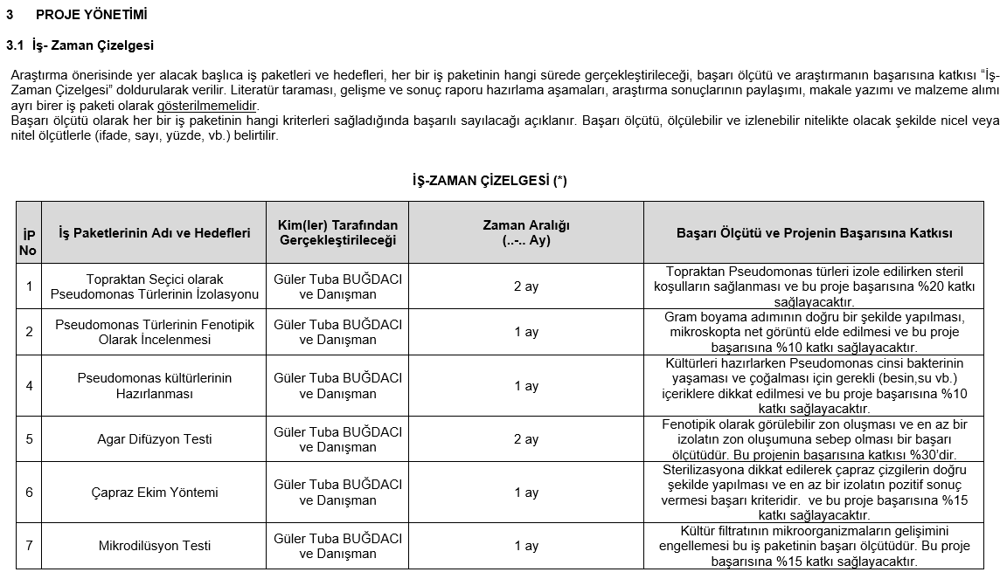 3 PROJE YÖNETİMİ
3.1 İş- Zaman Çizelgesi
Araştırma önerisinde yer alacak başlıca iş paketleri ve hedefleri, her bir iş paketinin hangi sürede gerçekleştirileceği, başarı ölçütü ve araştırmanın başarısına katkısı “İş-
Zaman Çizelgesi” doldurularak verilir. Literatür taraması, gelişme ve sonuç raporu hazırlama aşamaları, araştırma sonuçlarının paylaşımı, makale yazımı ve malzeme alımı
ayrı birer iş paketi olarak gösterilmemelidir.
Başarı ölçütü olarak her bir iş paketinin hangi kriterleri sağladığında başarılı sayılacağı açıklanır. Başarı ölçütü, ölçülebilir ve izlenebilir nitelikte olacak şekilde nicel veya
nitel ölçütlerle (ifade, sayı, yüzde, vb.) belirtilir.
İŞ-ZAMAN ÇİZELGESİ (*)
İP
No
İş Paketlerinin Adı ve Hedefleri
Kim(ler) Tarafından
Gerçekleştirileceği
Zaman Aralığı
(..-.. Ay)
Başarı Ölçütü ve Projenin Başarısına Katkısı
1
Topraktan Seçici olarak
Pseudomonas Türlerinin İzolasyonu
Güler Tuba BUĞDACI
ve Danışman
2 ay
Topraktan Pseudomonas türleri izole edilirken steril
koşulların sağlanması ve bu proje başarısına %20 katkı
sağlayacaktır.
2
Pseudomonas Türlerinin Fenotipik
Olarak İncelenmesi
Güler Tuba BUĞDACI
ve Danışman
1 ay
Gram boyama adımının doğru bir şekilde yapılması,
mikroskopta net görüntü elde edilmesi ve bu proje
başarısına %10 katkı sağlayacaktır.
4
Pseudomonas kültürlerinin
Hazırlanması
Güler Tuba BUĞDACI
ve Danışman
1 ay
Kültürleri hazırlarken Pseudomonas cinsi bakterinin
yaşaması ve çoğalması için gerekli (besin,su vb.)
içeriklere dikkat edilmesi ve bu proje başarısına %10
katkı sağlayacaktır.
5
Agar Difüzyon Testi
Güler Tuba BUĞDACI
ve Danışman
2 ay
Fenotipik olarak görülebilir zon oluşması ve en az bir
izolatın zon oluşumuna sebep olması bir başarı
ölçütüdür. Bu projenin başarısına katkısı %30’dir.
6
Çapraz Ekim Yöntemi
Güler Tuba BUĞDACI
ve Danışman
1 ay
Sterilizasyona dikkat edilerek çapraz çizgilerin doğru
şekilde yapılması ve en az bir izolatın pozitif sonuç
vermesi başarı kriteridir. ve bu proje başarısına %15
katkı sağlayacaktır.
7
Mikrodilüsyon Testi
Güler Tuba BUĞDACI
ve Danışman
1 ay
Kültür filtratının mikroorganizmaların gelişimini
engellemesi bu iş paketinin başarı ölçütüdür. Bu proje
başarısına %15 katkı sağlayacaktır.